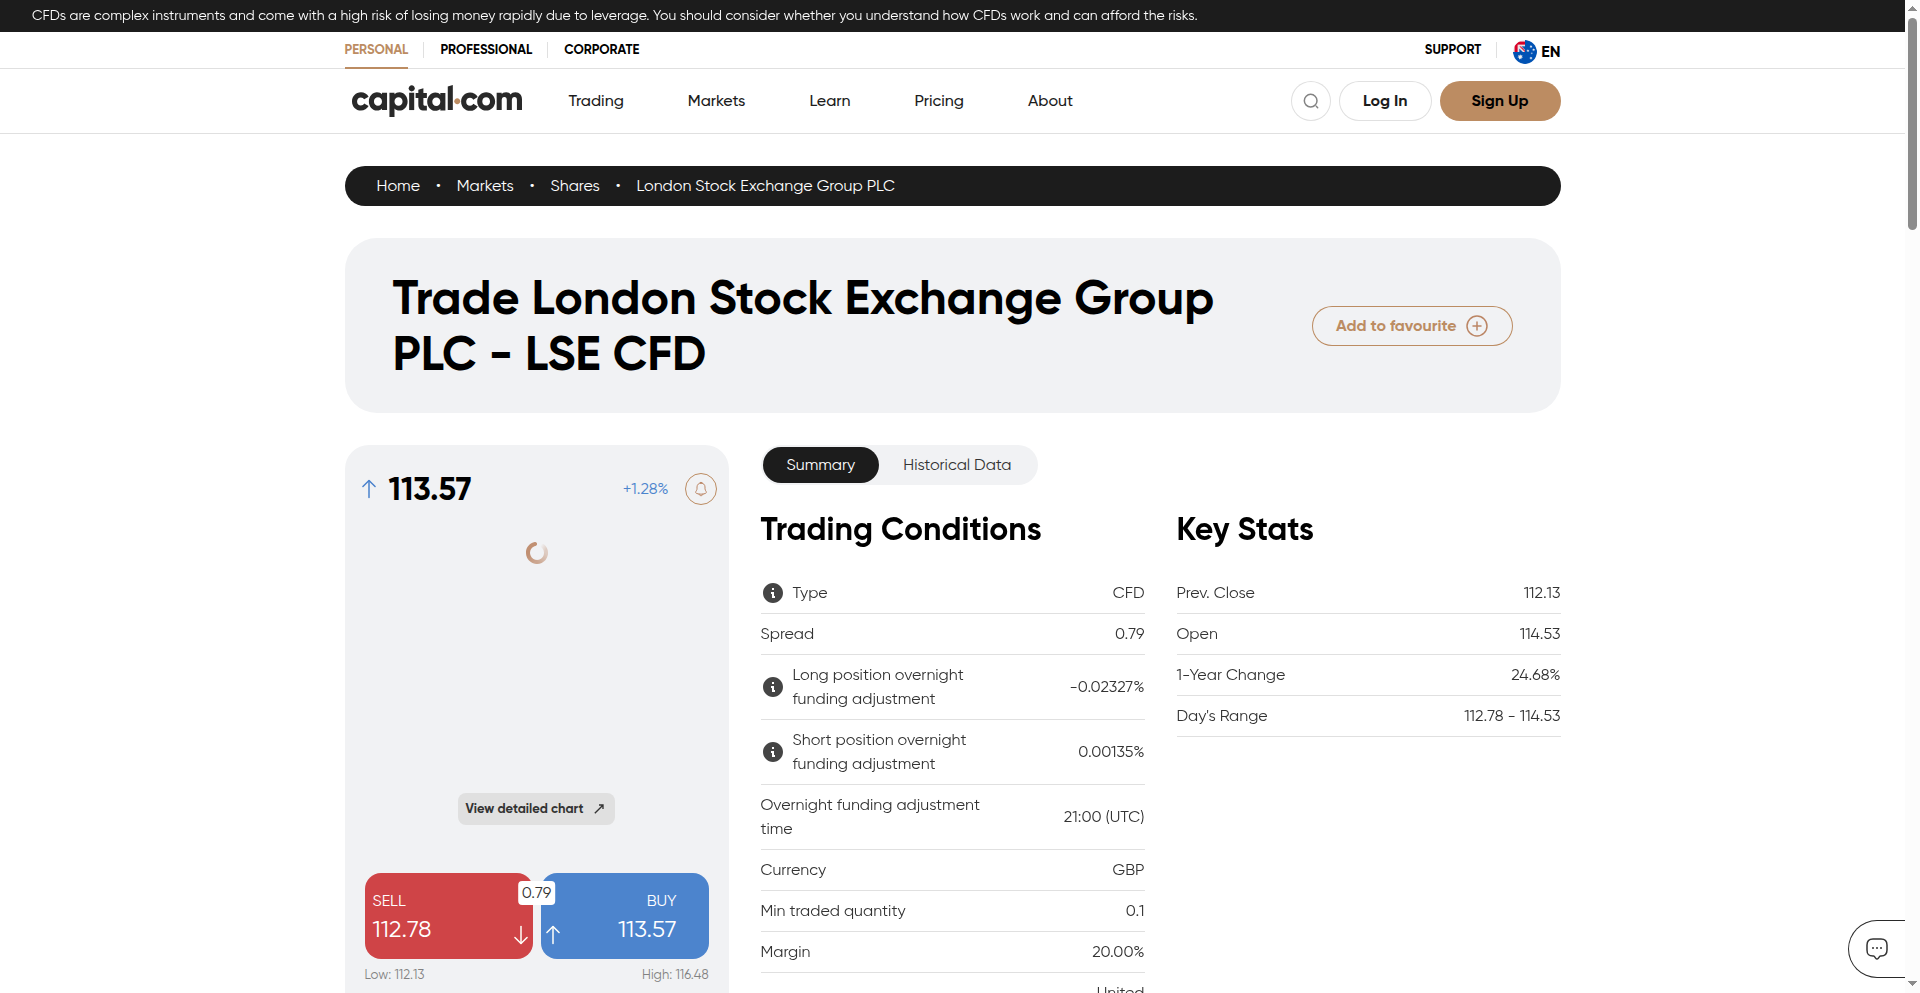 CFDs are complex instruments and come with a high risk of losing money rapidly due to leverage. You should consider whether you understand how CFDs work and can afford the risks.
PERSONAL
PROFESSIONAL
CORPORATE
SUPPORT
EN
capital.com
Trading
Markets
Learn
Pricing
About
Log In
Sign Up
Home • Markets • Shares • London Stock Exchange Group PLC
Trade London Stock Exchange Group
PLC - LSE CFD
Add to favourite
113.57
+1.28%
View detailed chart
SELL
112.78
0.79
BUY
113.57
Low: 112.13
High: 116.48
Summary
Historical Data
Trading Conditions
Type CFD
Spread 0.79
Long position overnight
funding adjustment
-0.02327%
Short position overnight
funding adjustment
0.00135%
Overnight funding adjustment
time
21:00 (UTC)
Currency GBP
Min traded quantity 0.1
Margin 20.00%
United
Key Stats
Prev. Close 112.13
Open 114.53
1-Year Change 24.68%
Day's Range 112.78 - 114.53